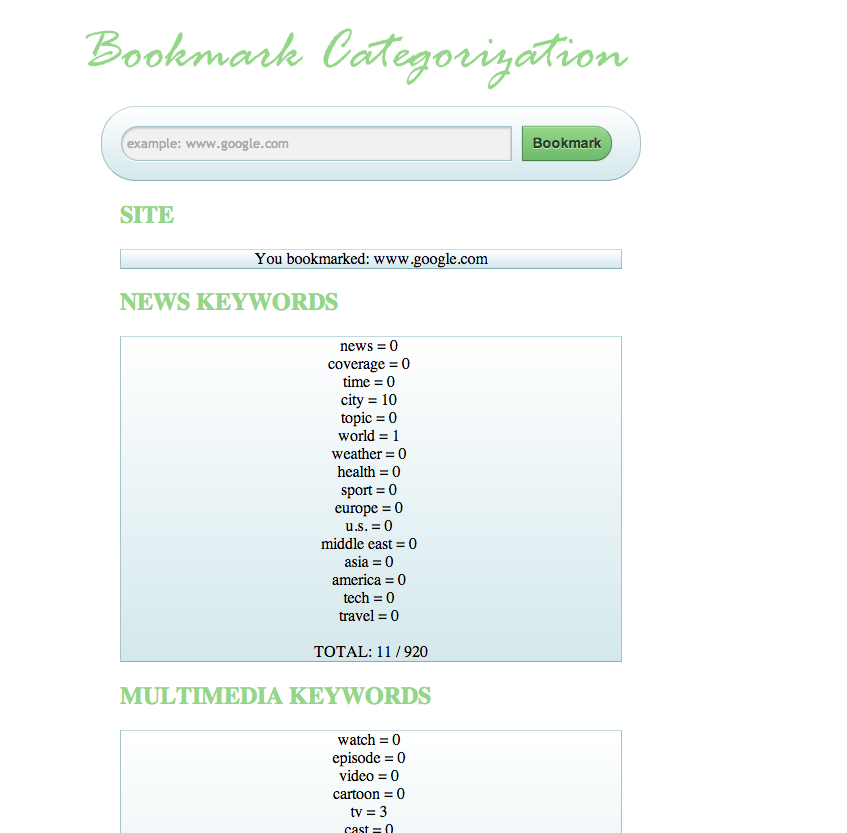 Bookmark Categorization
example: www.google.com
Bookmark
SITE
You bookmarked: www.google.com
NEWS KEYWORDS
news = 0
coverage = 0
time = 0
city = 10
topic = 0
world = 1
weather = 0
health = 0
sport = 0
europe = 0
u.s. = 0
middle east = 0
asia = 0
america = 0
tech = 0
travel = 0
TOTAL: 11 / 920
MULTIMEDIA KEYWORDS
watch = 0
episode = 0
video = 0
cartoon = 0
tv = 3
cast = 0